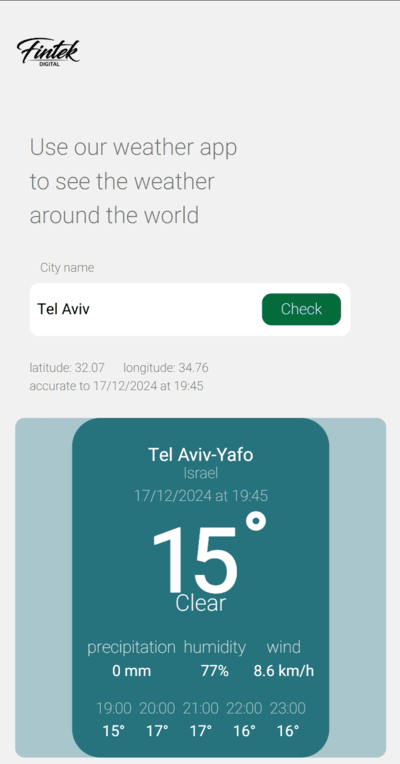 Fintek
DIGITAL
Use our weather app
to see the weather
around the world
City name
Tel Aviv
Check
latitude: 32.07 longitude: 34.76
accurate to 17/12/2024 at 19:45
Tel Aviv-Yafo
Israel
17/12/2024 at 19:45
15°
Clear
precipitation humidity wind
0 mm 77% 8.6 km/h
19:00 20:00 21:00 22:00 23:00
15° 17° 17° 16° 16°